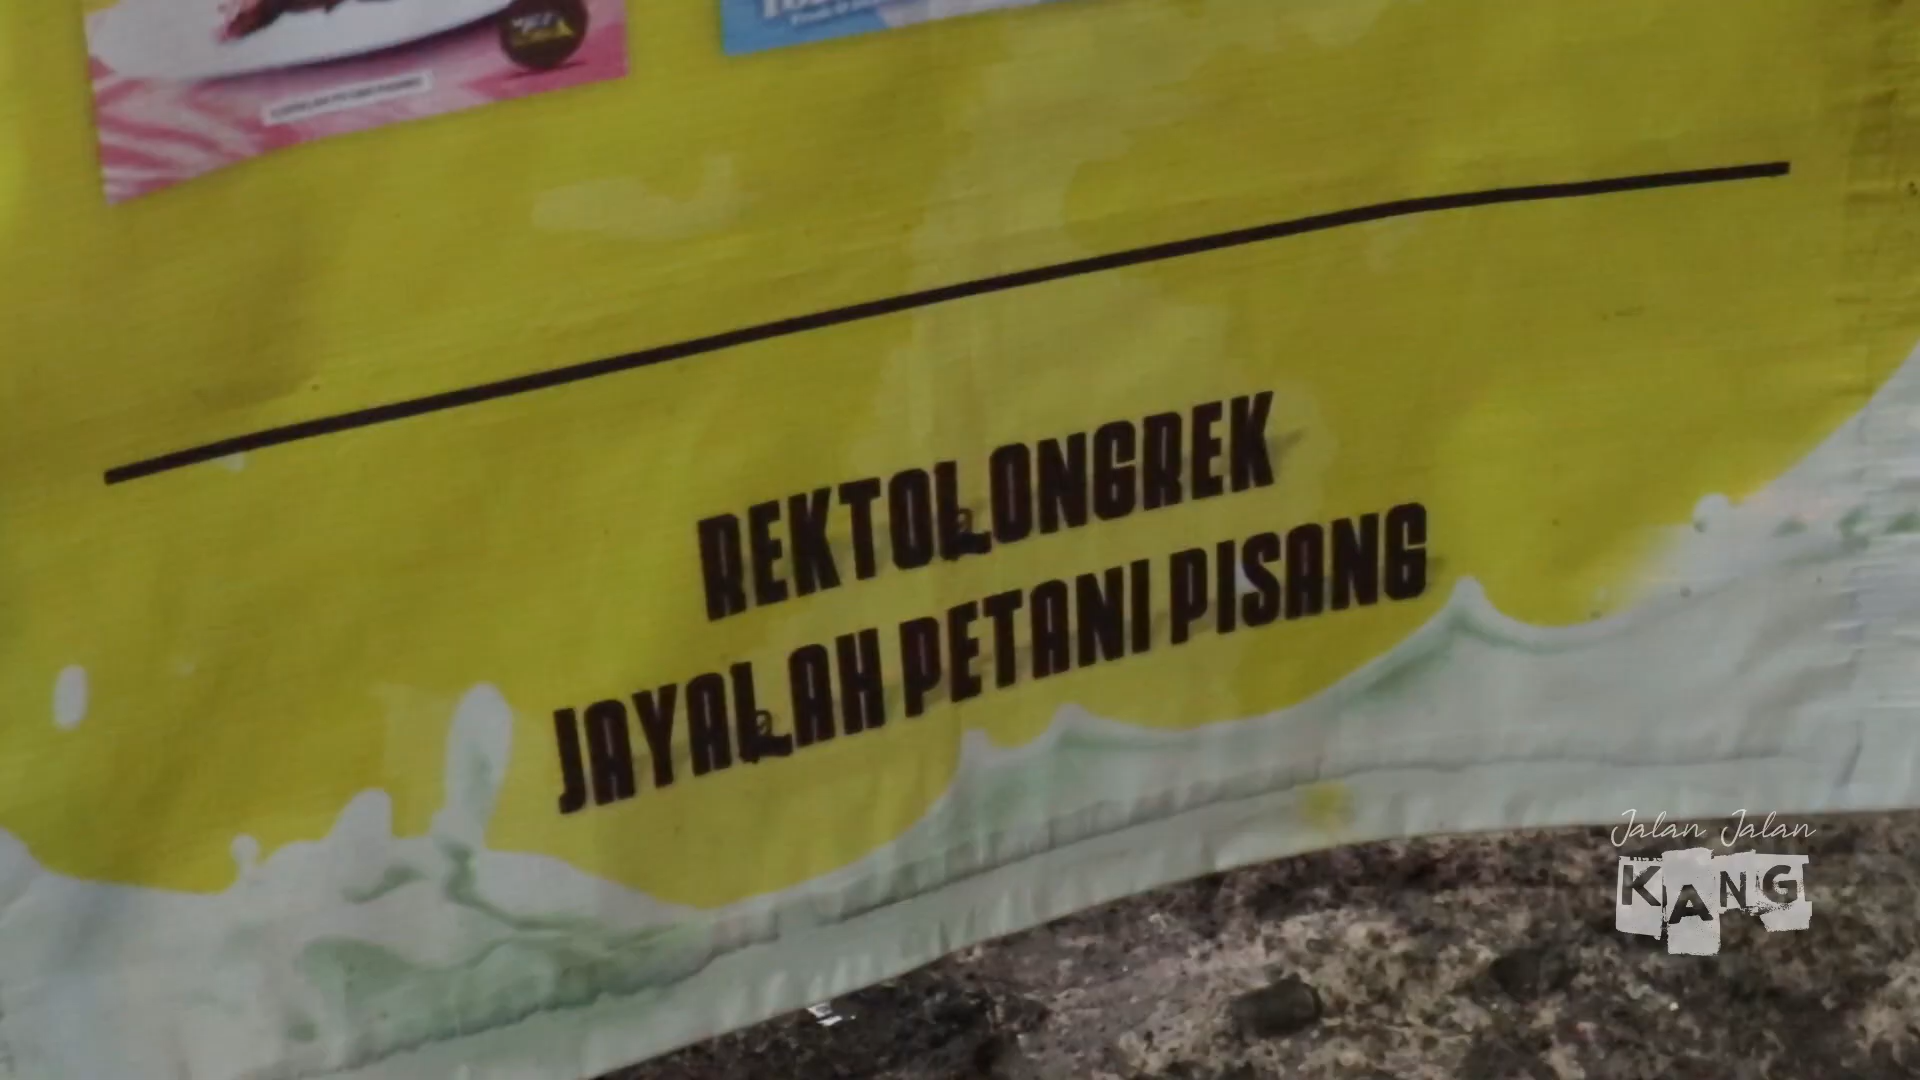 REKTOLONGREK
JAYALAH PETANI PISANG
Jalan Jalan
KANG